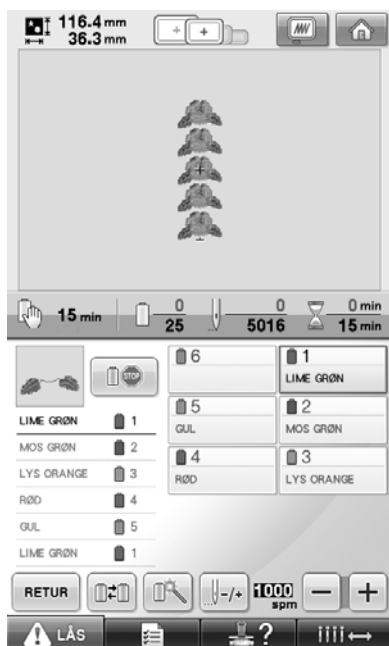 116.4 mm
36.3 mm
15 min
0
25
0
5016
0 min
15 min
STOP
6
1
LIME GRØN
5
GUL
2
MOS GRØN
4
RØD
3
LYS ORANGE
LIME GRØN 1
MOS GRØN 2
LYS ORANGE 3
RØD 4
GUL 5
LIME GRØN 1
RETUR
-/+
1000
spm
− +
LÅS
?